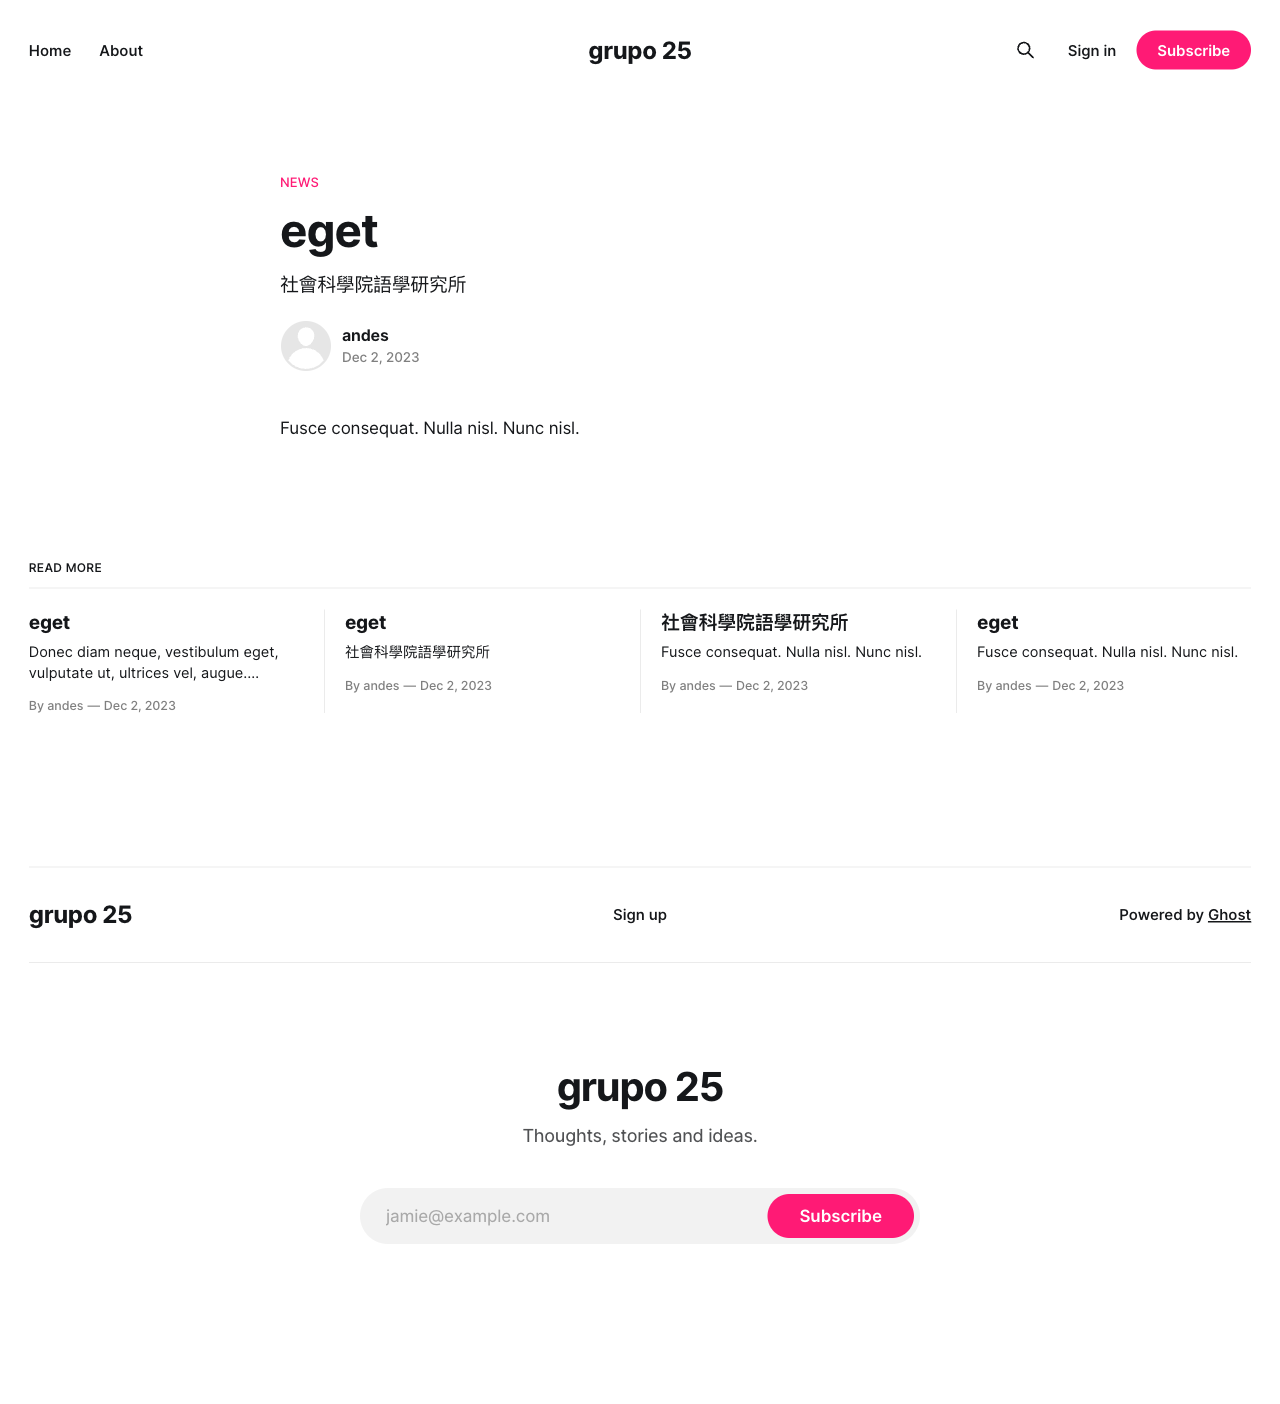 Home About grupo 25 Sign in Subscribe
NEWS
eget
社會科學院語學研究所
andes
Dec 2, 2023
Fusce consequat. Nulla nisl. Nunc nisl.
READ MORE
eget
Donec diam neque, vestibulum eget,
vulputate ut, ultrices vel, augue....
By andes — Dec 2, 2023
eget
社會科學院語學研究所
By andes — Dec 2, 2023
社會科學院語學研究所
Fusce consequat. Nulla nisl. Nunc nisl.
By andes — Dec 2, 2023
eget
Fusce consequat. Nulla nisl. Nunc nisl.
By andes — Dec 2, 2023
grupo 25 Sign up Powered by Ghost
grupo 25
Thoughts, stories and ideas.
jamie@example.com Subscribe